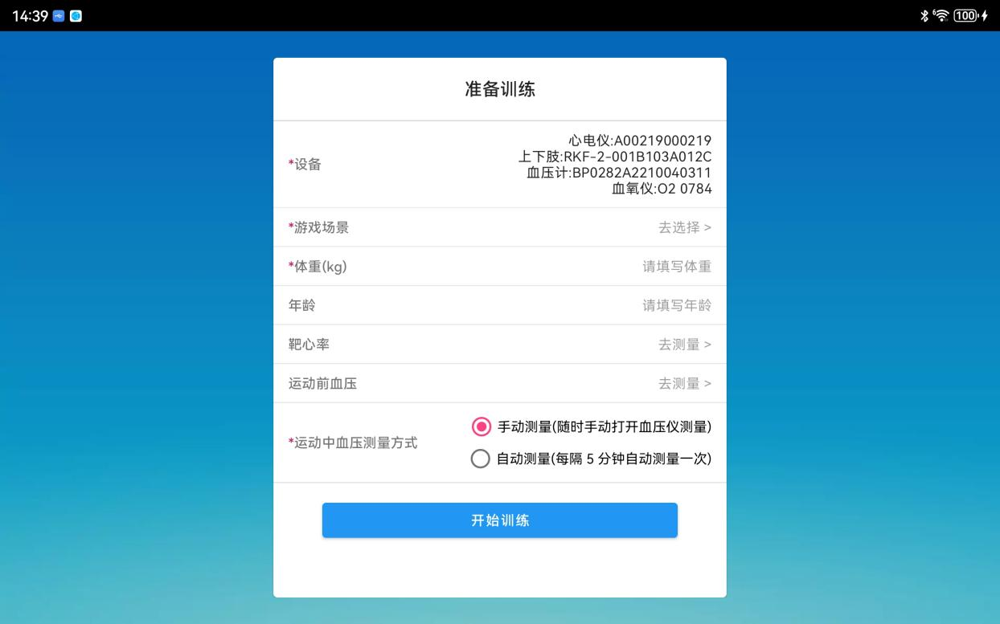 14:39
100
准备训练
*设备
心电仪:A00219000219
上下肢:RKF-2-001B103A012C
血压计:BP0282A2210040311
血氧仪:O2 0784
*游戏场景
去选择 >
*体重(kg)
请填写体重
年龄
请填写年龄
靶心率
去测量 >
运动前血压
去测量 >
*运动中血压测量方式
手动测量(随时手动打开血压仪测量)
自动测量(每隔 5 分钟自动测量一次)
开始训练